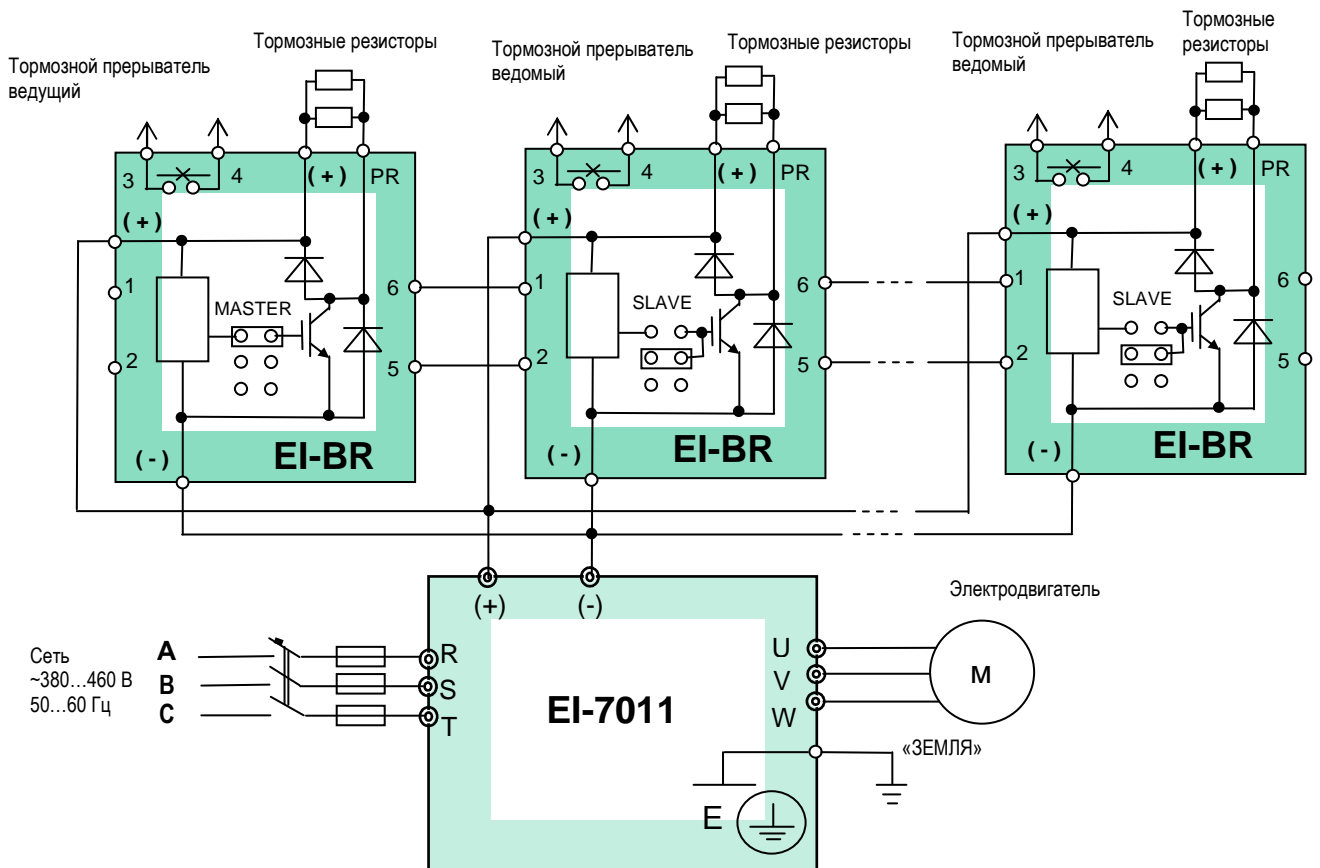 Тормозной прерыватель
ведущий
Тормозные резисторы
Тормозной прерыватель
ведомый
Тормозные резисторы
Тормозной прерыватель
ведомый
Тормозные
резисторы
3
4
(+)
PR
(+)
1
2
MASTER
6
5
(-)
EI-BR
3
4
(+)
PR
(+)
1
2
SLAVE
6
5
(-)
EI-BR
3
4
(+)
PR
(+)
1
2
SLAVE
6
5
(-)
EI-BR
(+)
(-)
Сеть
~380...460 В
50...60 Гц
A
B
C
R
S
T
EI-7011
U
V
W
E
Электродвигатель
М
«ЗЕМЛЯ»